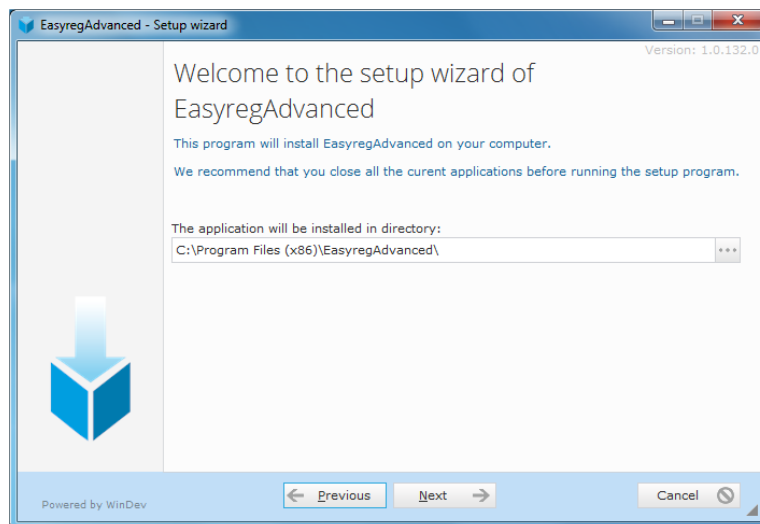 EasyregAdvanced - Setup wizard
Version: 1.0.132.0
Welcome to the setup wizard of
EasyregAdvanced
This program will install EasyregAdvanced on your computer.
We recommend that you close all the curent applications before running the setup program.
The application will be installed in directory:
C:\Program Files (x86)\EasyregAdvanced\
Powered by WinDev
Previous
Next
Cancel